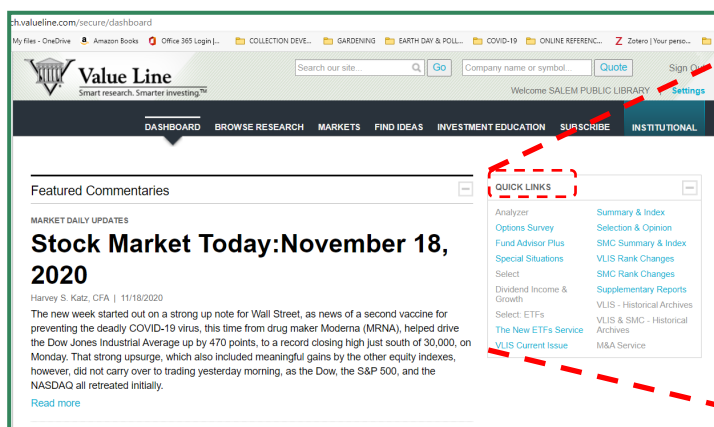 ch.valueline.com/secure/dashboard
My files - OneDrive Amazon Books Office 365 Login |... COLLECTION DEVE... GARDENING EARTH DAY & POLL... COVID-19 ONLINE REFERENC... Zotero | Your perso...
Value Line
Smart research. Smarter investing.™
Search our site... Go Company name or symbol... Quote Sign Out
Welcome SALEM PUBLIC LIBRARY | Settings
DASHBOARD BROWSE RESEARCH MARKETS FIND IDEAS INVESTMENT EDUCATION SUBSCRIBE INSTITUTIONAL
Featured Commentaries
MARKET DAILY UPDATES
Stock Market Today:November 18,
2020
Harvey S. Katz, CFA | 11/18/2020
The new week started out on a strong up note for Wall Street, as news of a second vaccine for
preventing the deadly COVID-19 virus, this time from drug maker Moderna (MRNA), helped drive
the Dow Jones Industrial Average up by 470 points, to a record closing high just south of 30,000, on
Monday. That strong upsurge, which also included meaningful gains by the other equity indexes,
however, did not carry over to trading yesterday morning, as the Dow, the S&P 500, and the
NASDAQ all retreated initially.
Read more
QUICK LINKS
Analyzer
Options Survey
Fund Advisor Plus
Special Situations
Select
Dividend Income &
Growth
Select: ETFs
The New ETFs Service
VLIS Current Issue
Summary & Index
Selection & Opinion
SMC Summary & Index
VLIS Rank Changes
SMC Rank Changes
Supplementary Reports
VLIS - Historical Archives
VLIS & SMC - Historical
Archives
M&A Service